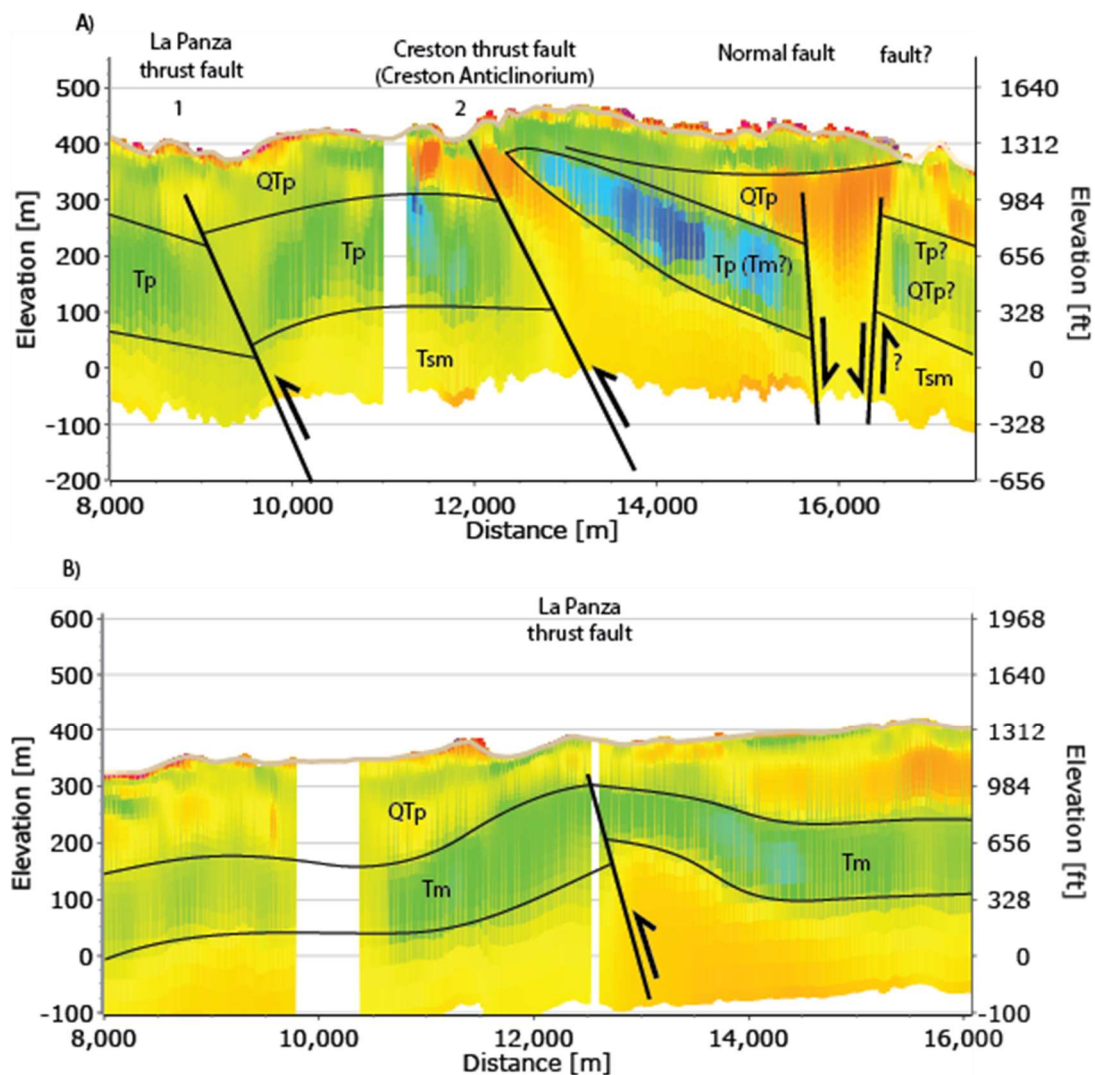 A)
La Panza
thrust fault
1
Creston thrust fault
(Creston Anticlinorium)
2
Normal fault
fault?
500
400
300
200
100
0
-100
-200
Elevation [m]
1640
1312
984
656
328
0
-328
-656
Elevation [ft]
QTp
Tp
Tp
Tsm
QTp
Tp (Tm?)
Tp?
QTp?
?
Tsm
8,000
10,000
12,000
14,000
16,000
Distance [m]
B)
La Panza
thrust fault
600
500
400
300
200
100
0
-100
Elevation [m]
1968
1640
1312
984
656
328
0
-100
Elevation [ft]
QTp
Tm
Tm
8,000
10,000
12,000
14,000
16,000
Distance [m]